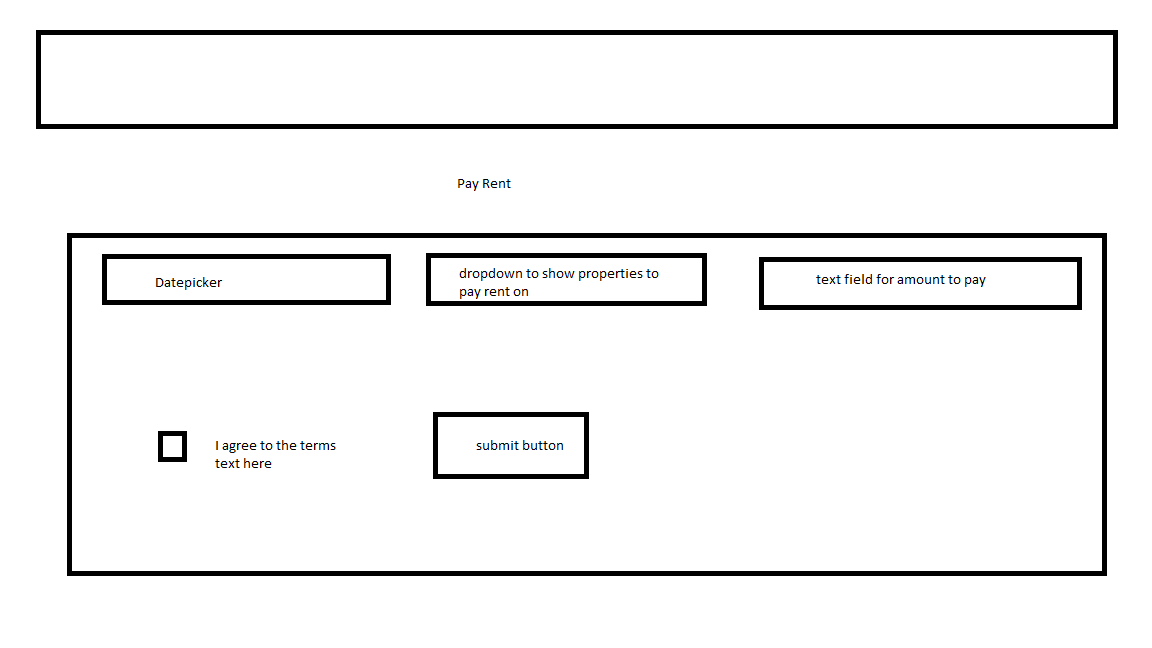 Pay Rent
Datepicker
dropdown to show properties to
pay rent on
text field for amount to pay
I agree to the terms
text here
submit button